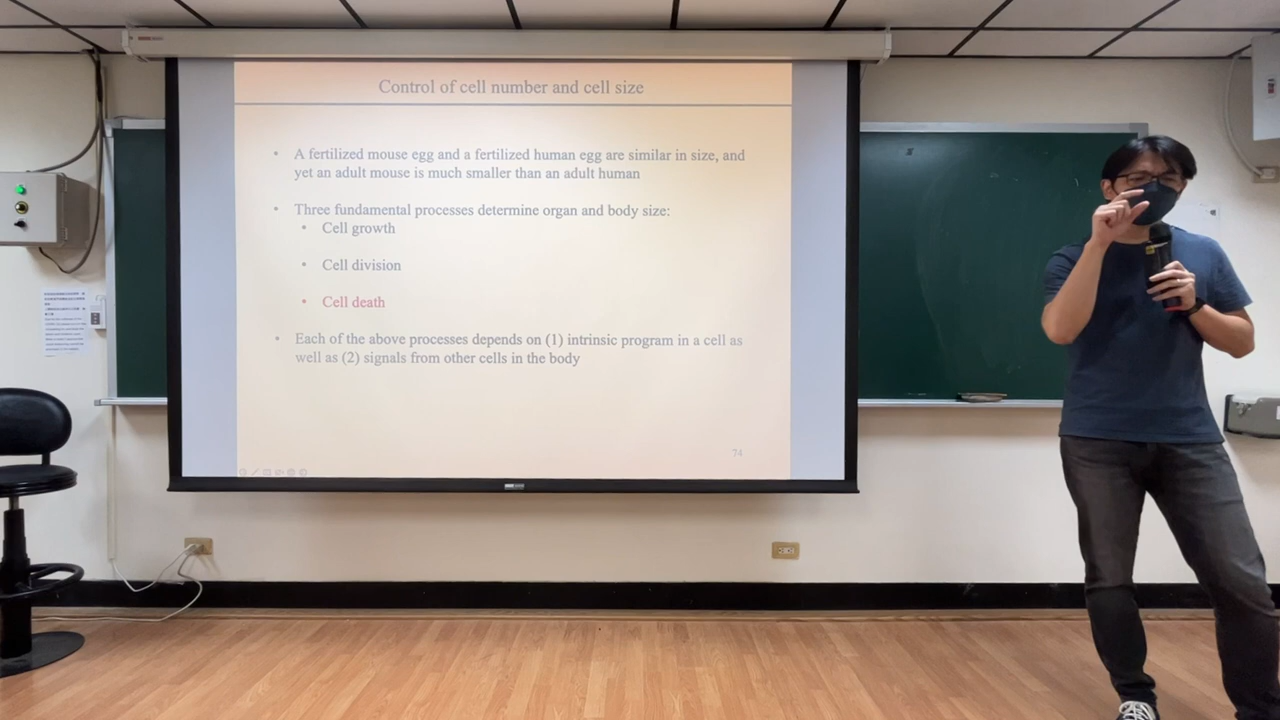 Control of cell number and cell size
• A fertilized mouse egg and a fertilized human egg are similar in size, and
yet an adult mouse is much smaller than an adult human
• Three fundamental processes determine organ and body size:
• Cell growth
• Cell division
• Cell death
• Each of the above processes depends on (1) intrinsic program in a cell as
well as (2) signals from other cells in the body
74